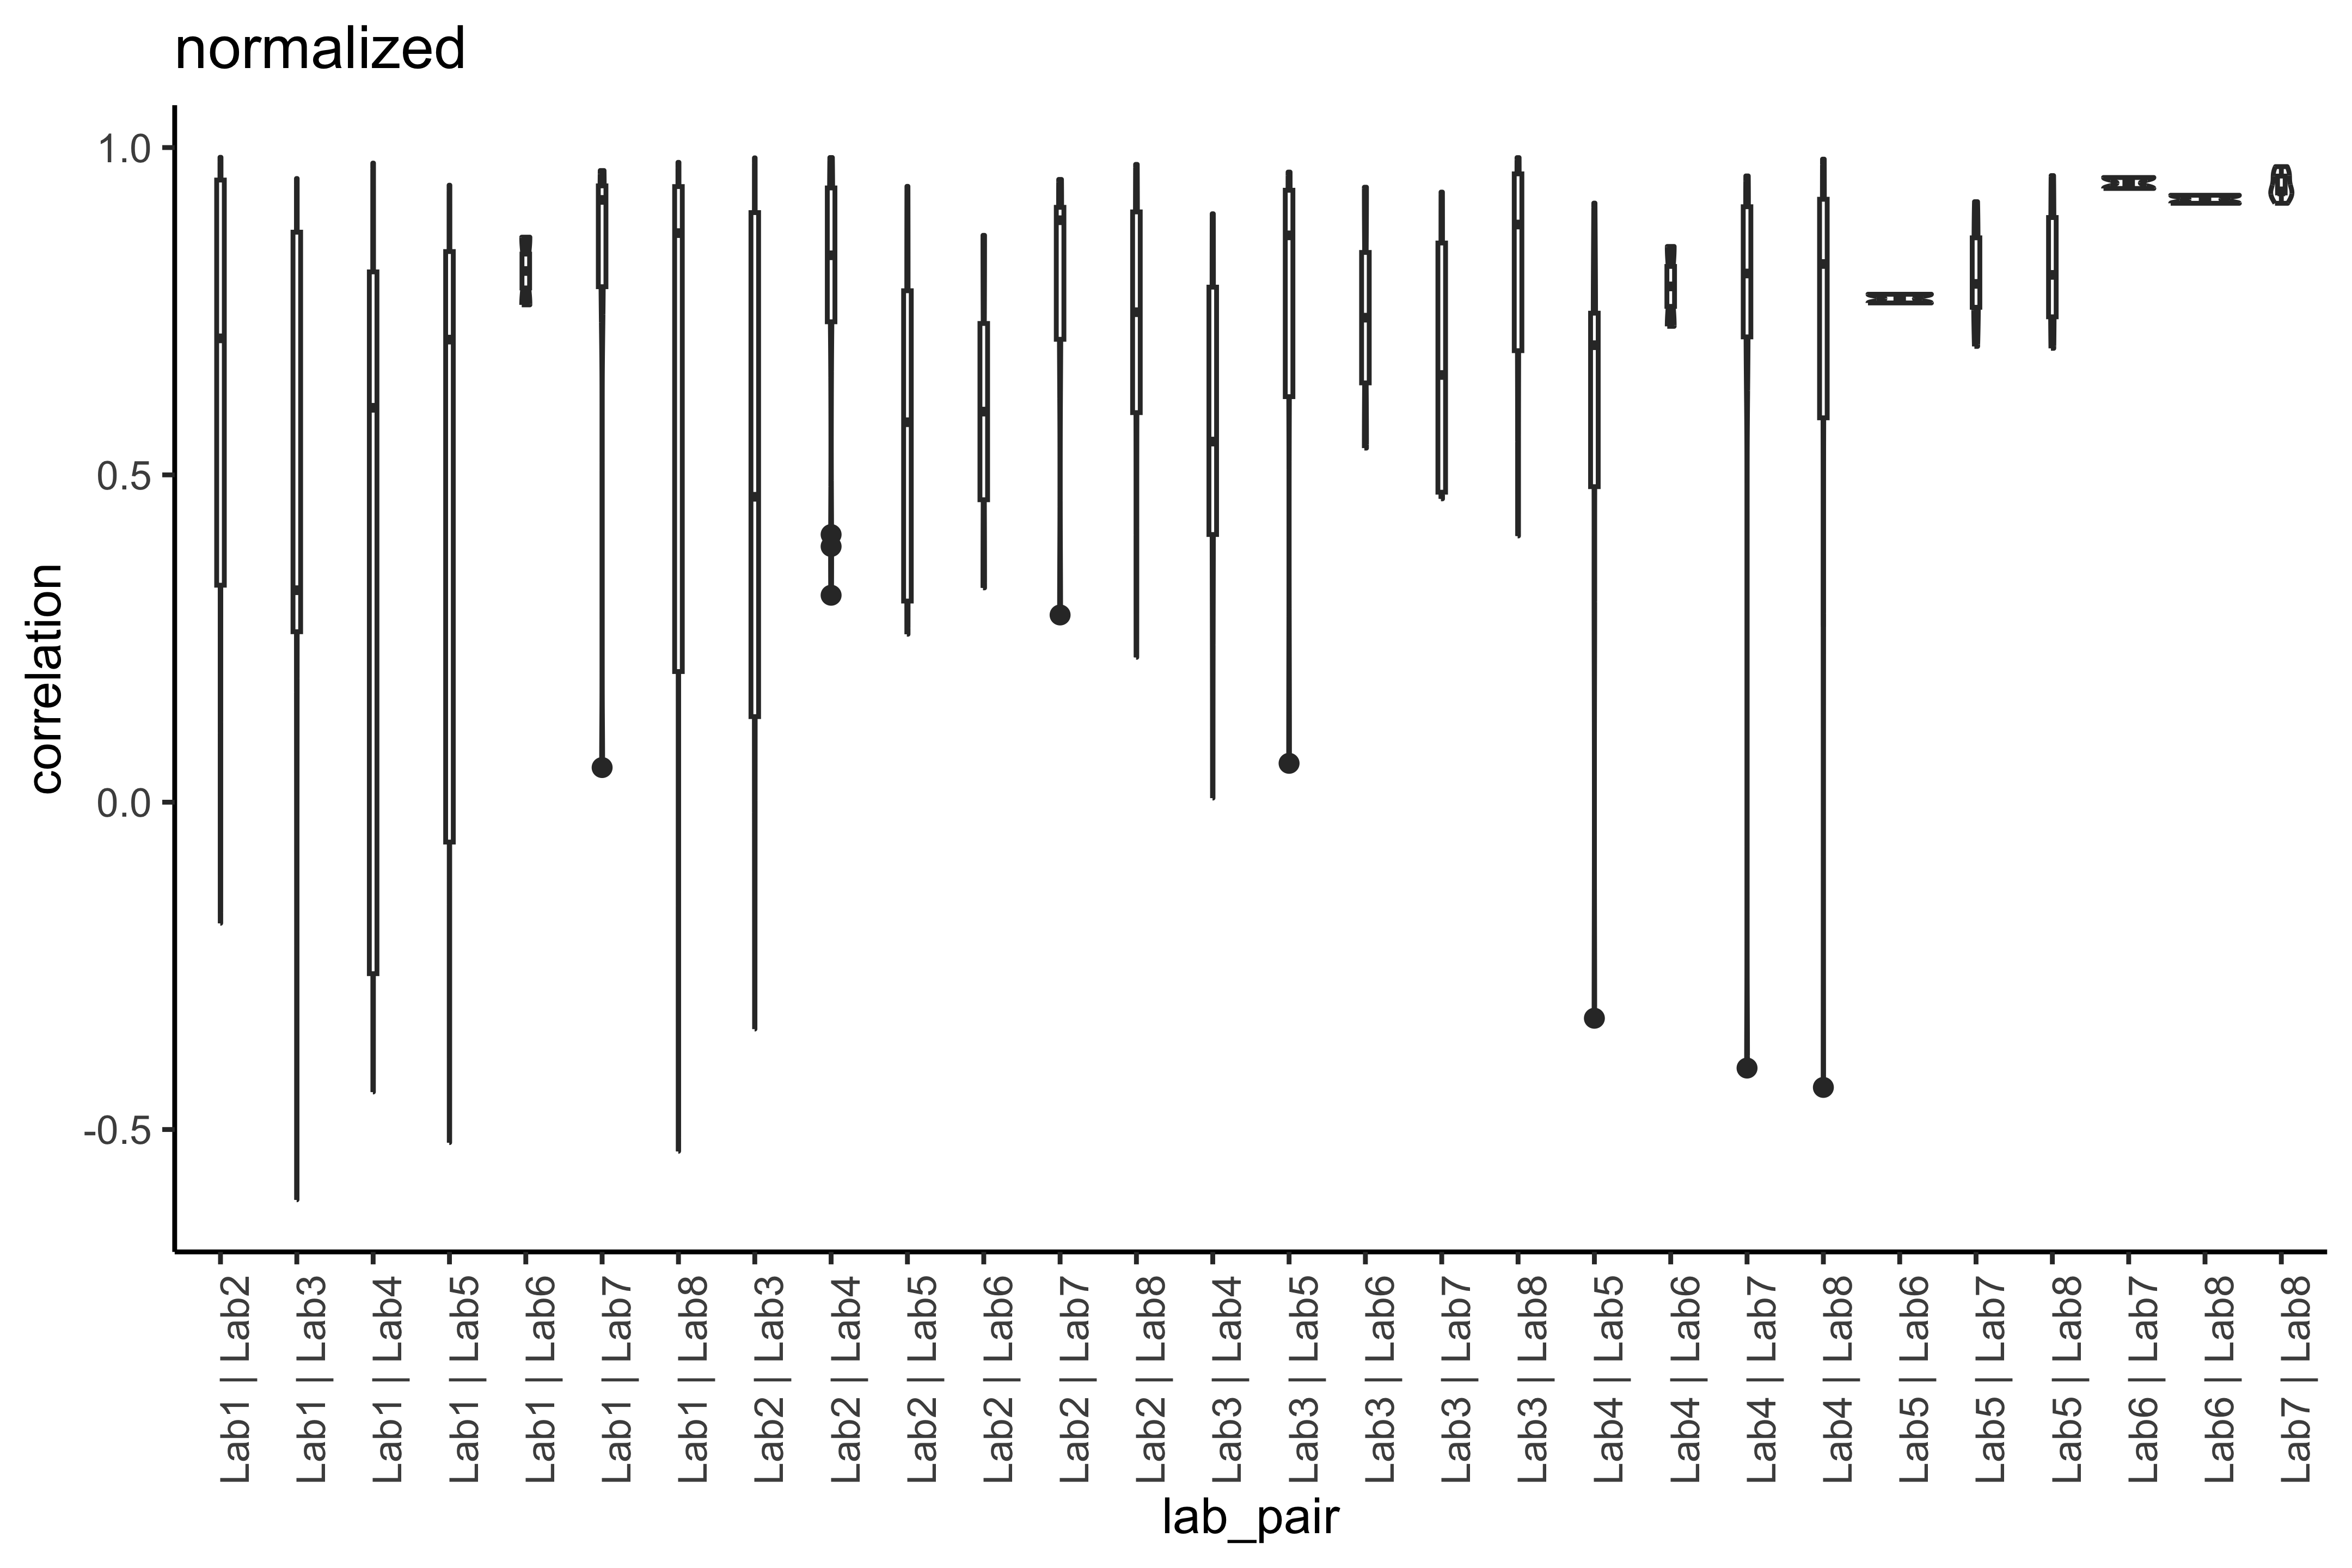 normalized
correlation
1.0
0.5
0.0
-0.5
Lab1 || Lab2
Lab1 || Lab3
Lab1 || Lab4
Lab1 || Lab5
Lab1 || Lab6
Lab1 || Lab7
Lab1 || Lab8
Lab2 || Lab3
Lab2 || Lab4
Lab2 || Lab5
Lab2 || Lab6
Lab2 || Lab7
Lab2 || Lab8
Lab3 || Lab4
Lab3 || Lab5
Lab3 || Lab6
Lab3 || Lab7
Lab3 || Lab8
Lab4 || Lab5
Lab4 || Lab6
Lab4 || Lab7
Lab4 || Lab8
Lab5 || Lab6
Lab5 || Lab7
Lab5 || Lab8
Lab6 || Lab7
Lab6 || Lab8
Lab7 || Lab8
lab_pair